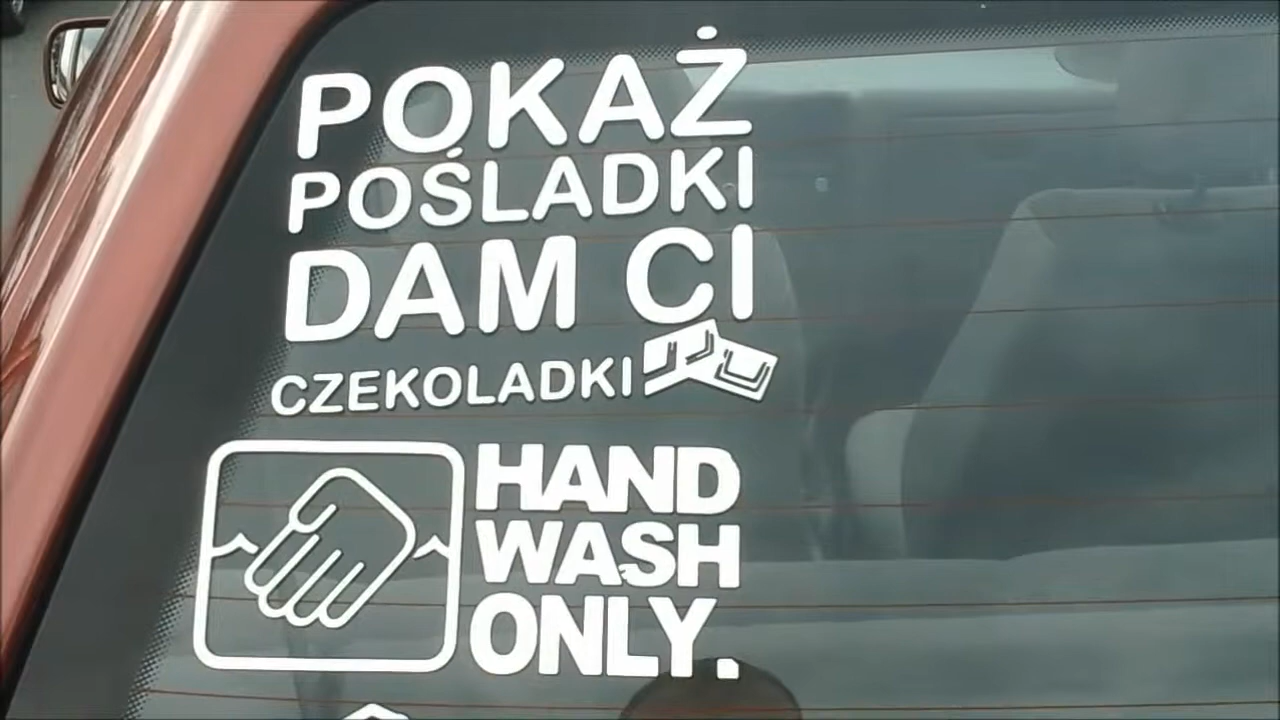 POKAŻ
POŚLADKI
DAM CI
CZEKOLADKI
HAND
WASH
ONLY.